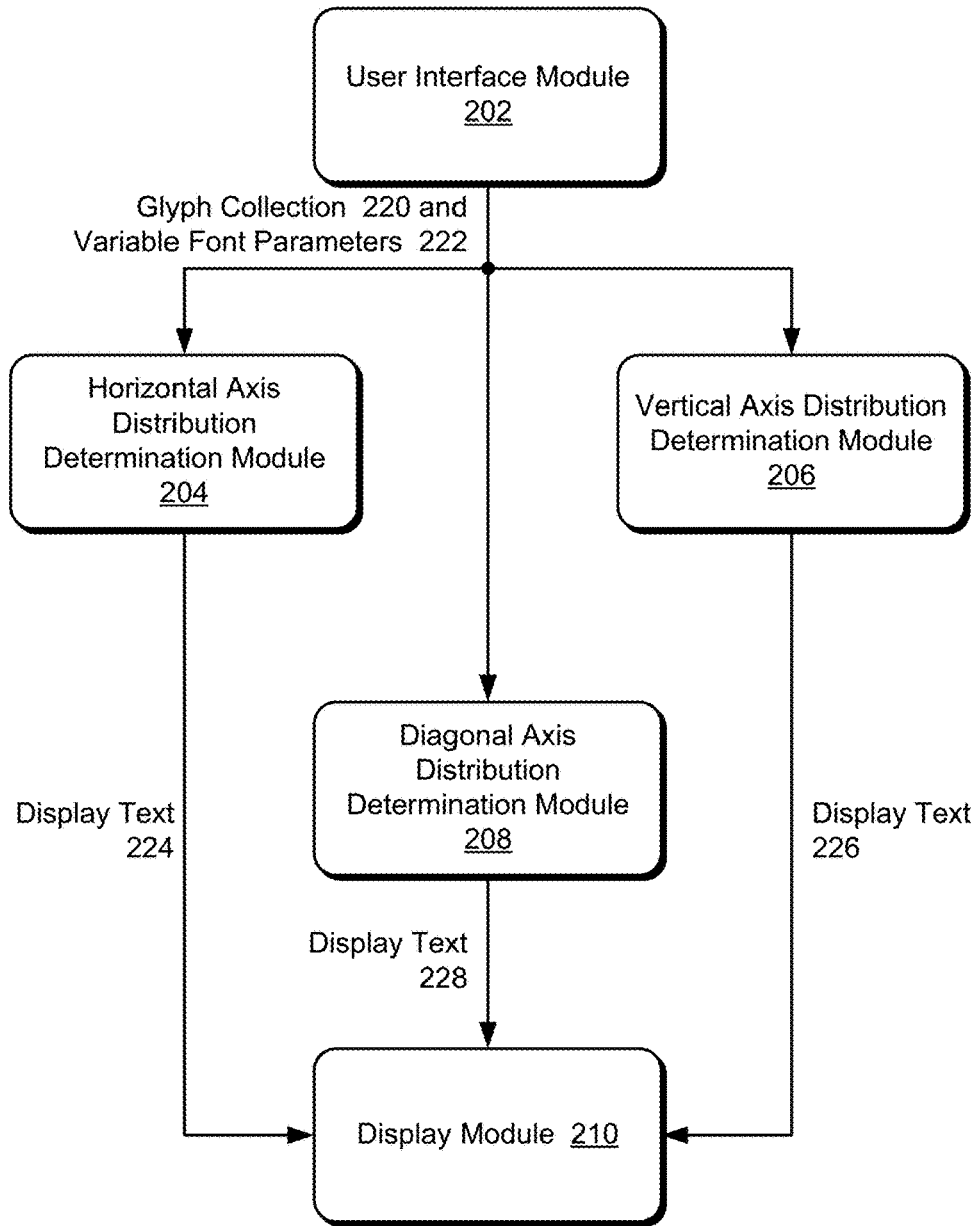 User Interface Module
202
Glyph Collection 220 and
Variable Font Parameters 222
Horizontal Axis
Distribution
Determination Module
204
Vertical Axis Distribution
Determination Module
206
Diagonal Axis
Distribution
Determination Module
208
Display Text
224
Display Text
226
Display Text
228
Display Module 210